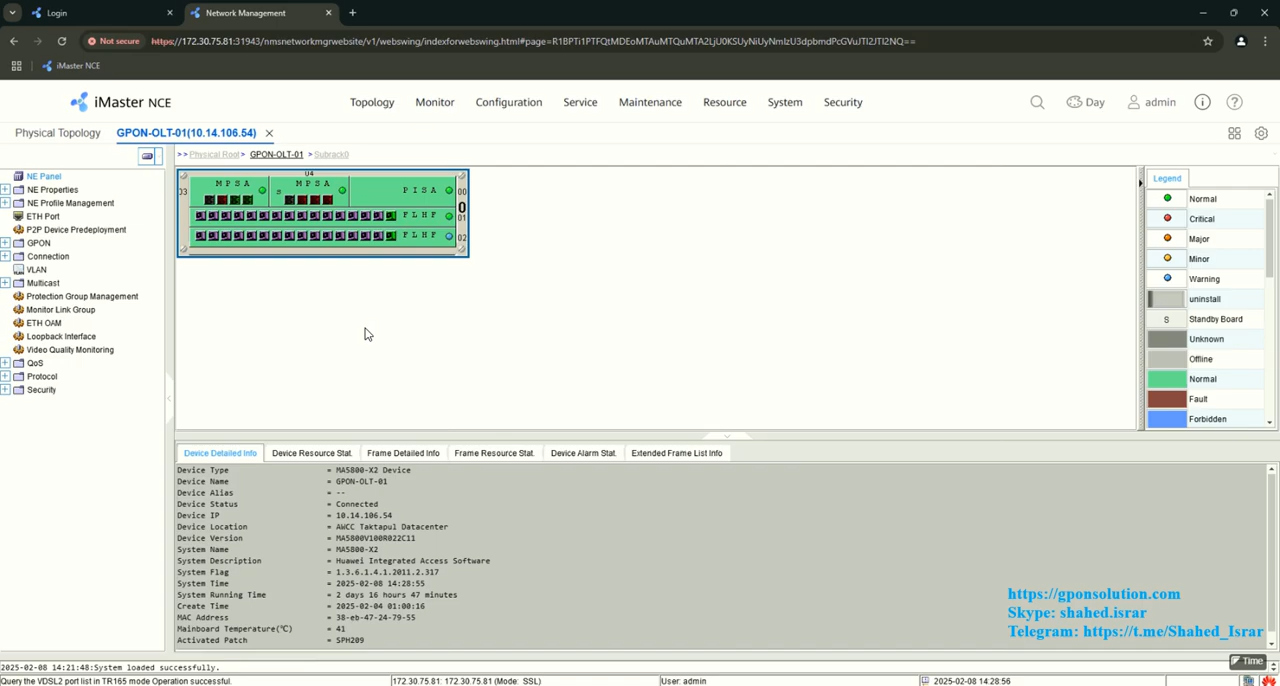 Login
Network Management
Not secure https://172.30.75.81:31943/nmsnetworkmgrwebsite/v1/webswing/indexforwebswing.html#page=
iMaster NCE
iMaster NCE
Topology Monitor Configuration Service Maintenance Resource System Security
Day admin
Physical Topology GPON-OLT-01(10.14.106.54)
>> Physical Root> GPON-OLT-01 > Subrack0
NE Panel
NE Properties
NE Profile Management
ETH Port
P2P Device Predeployment
GPON
Connection
VLAN
Multicast
Protection Group Management
Monitor Link Group
ETH OAM
Loopback Interface
Video Quality Monitoring
QoS
Protocol
Security
U4
03 M P S A S M P S A P I S A 00
0
F L H F 01
F L H F 02
Legend
Normal
Critical
Major
Minor
Warning
uninstall
S Standby Board
Unknown
Offline
Normal
Fault
Forbidden
Device Detailed Info Device Resource Stat. Frame Detailed Info Frame Resource Stat. Device Alarm Stat. Extended Frame List Info
Device Type = MA5800-X2 Device
Device Name = GPON-OLT-01
Device Alias = --
Device Status = Connected
Device IP = 10.14.106.54
Device Location = AWCC Taktapul Datacenter
Device Version = MA5800V100R022C11
System Name = MA5800-X2
System Description = Huawei Integrated Access Software
System Flag = 1.3.6.1.4.1.2011.2.317
System Time = 2025-02-08 14:28:55
System Running Time = 2 days 16 hours 47 minutes
Create Time = 2025-02-04 01:00:16
MAC Address = 38-eb-47-24-79-55
Mainboard Temperature(℃) = 41
Activated Patch = SPH209
https://gponsolution.com
Skype: shahed.israr
Telegram: https://t.me/Shahed_Israr
2025-02-08 14:21:48:System loaded successfully.
Time
Query the VDSL2 port list in TR165 mode Operation successful. 172.30.75.81: 172.30.75.81 (Mode: SSL) User: admin 2025-02-08 14:28:56